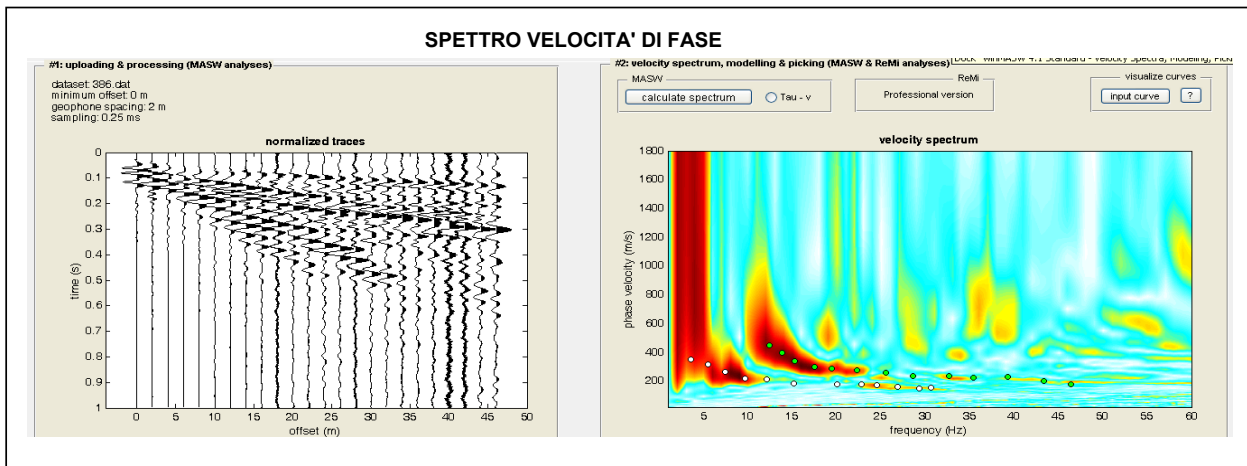 SPETTRO VELOCITA' DI FASE
#1: uploading & processing (MASW analyses)
dataset: 386.dat
minimum offset: 0 m
geophone spacing: 2 m
sampling: 0.25 ms
normalized traces
0
0.1
0.2
0.3
0.4
0.5
0.6
0.7
0.8
0.9
1
time (s)
0 5 10 15 20 25 30 35 40 45 50
offset (m)
#2: velocity spectrum, modelling & picking (MASW & ReMi analyses)
MASW
calculate spectrum
Tau - v
ReMi
Professional version
visualize curves
input curve
?
velocity spectrum
1800
1600
1400
1200
1000
800
600
400
200
phase velocity (m/s)
5 10 15 20 25 30 35 40 45 50 55 60
frequency (Hz)